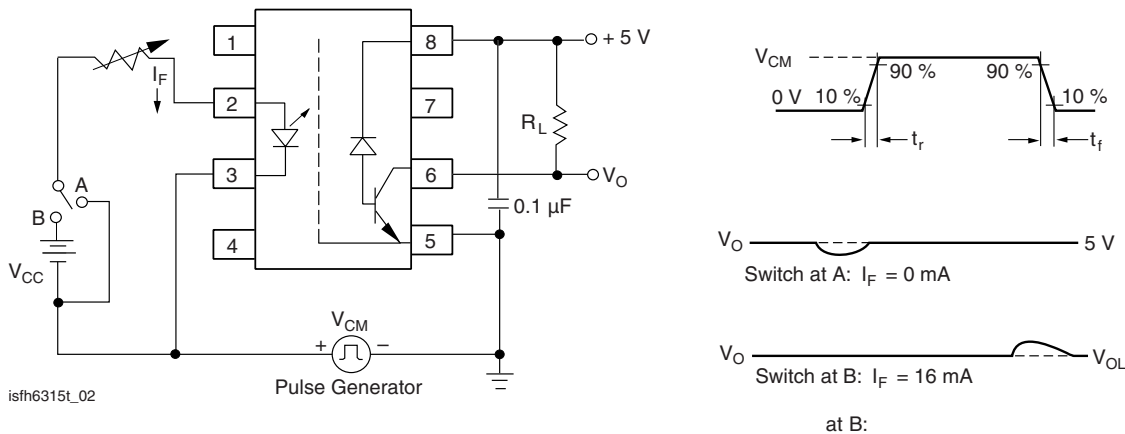 1
2
3
4
8
7
6
5
I_F
A
B
V_CC
+ 5 V
R_L
V_O
0.1 µF
V_CM
+
–
Pulse Generator
isfh6315t_02
V_CM
90 %
90 %
0 V
10 %
10 %
t_r
t_f
V_O
5 V
Switch at A: I_F = 0 mA
V_O
V_OL
Switch at B: I_F = 16 mA
at B: